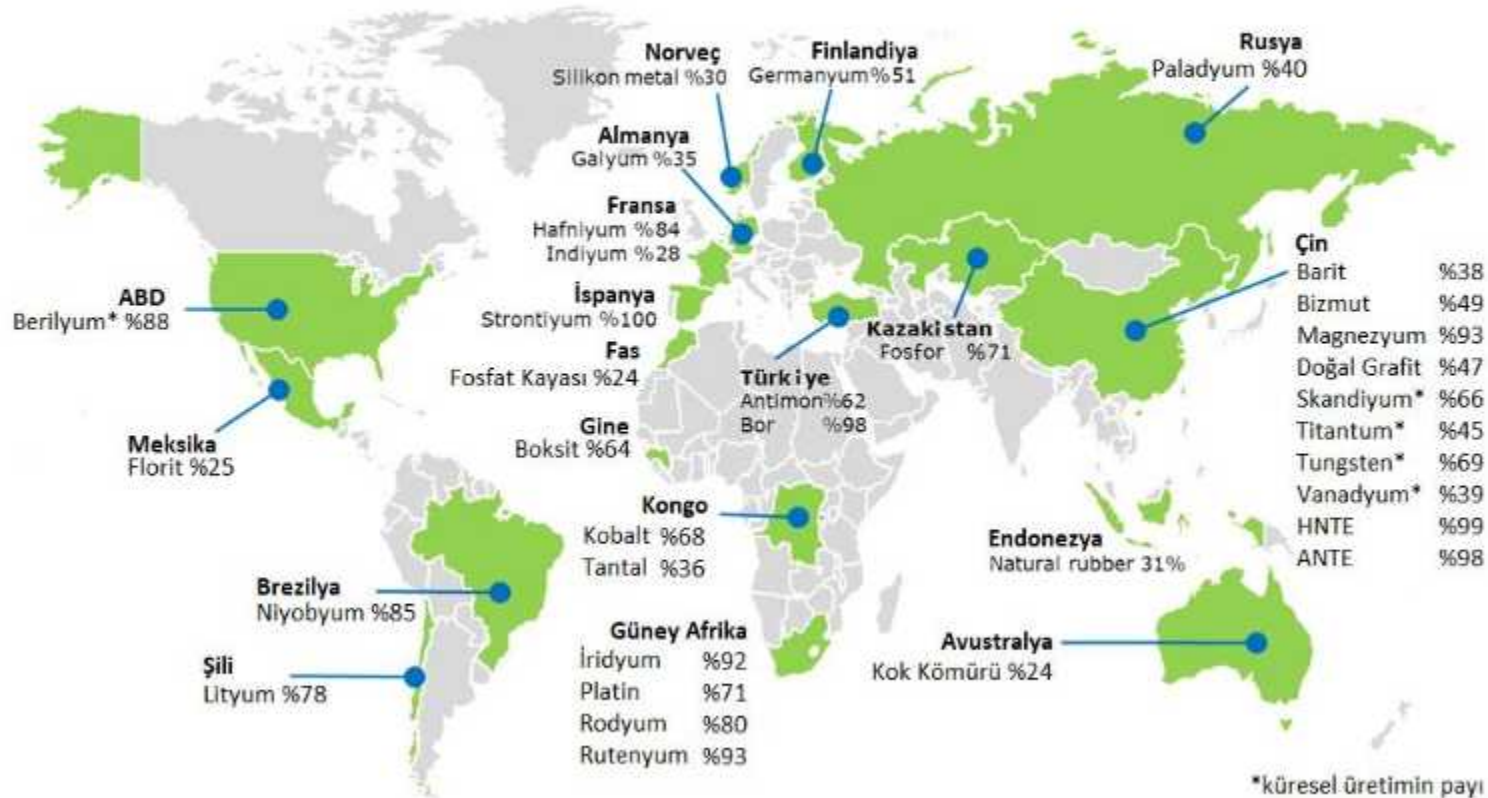 Norveç
Silikon metal %30
Finlandiya
Germanyum%51
Rusya
Paladyum %40
Almanya
Galyum %35
Fransa
Hafniyum %84
Indiyum %28
ABD
Berilyum* %88
İspanya
Strontiyum %100
Fas
Fosfat Kayası %24
Kazakistan
Fosfor %71
Türkiye
Antimon%62
Bor %98
Çin
Barit %38
Bizmut %49
Magnezyum %93
Doğal Grafit %47
Skandiyum* %66
Titantum* %45
Tungsten* %69
Vanadyum* %39
HNTE %99
ANTE %98
Meksika
Florit %25
Gine
Boksit %64
Kongo
Kobalt %68
Tantal %36
Endonezya
Natural rubber 31%
Brezilya
Niyobyum %85
Şili
Lityum %78
Güney Afrika
İridyum %92
Platin %71
Rodyum %80
Rutenyum %93
Avustralya
Kok Kömürü %24
*küresel üretimin payı